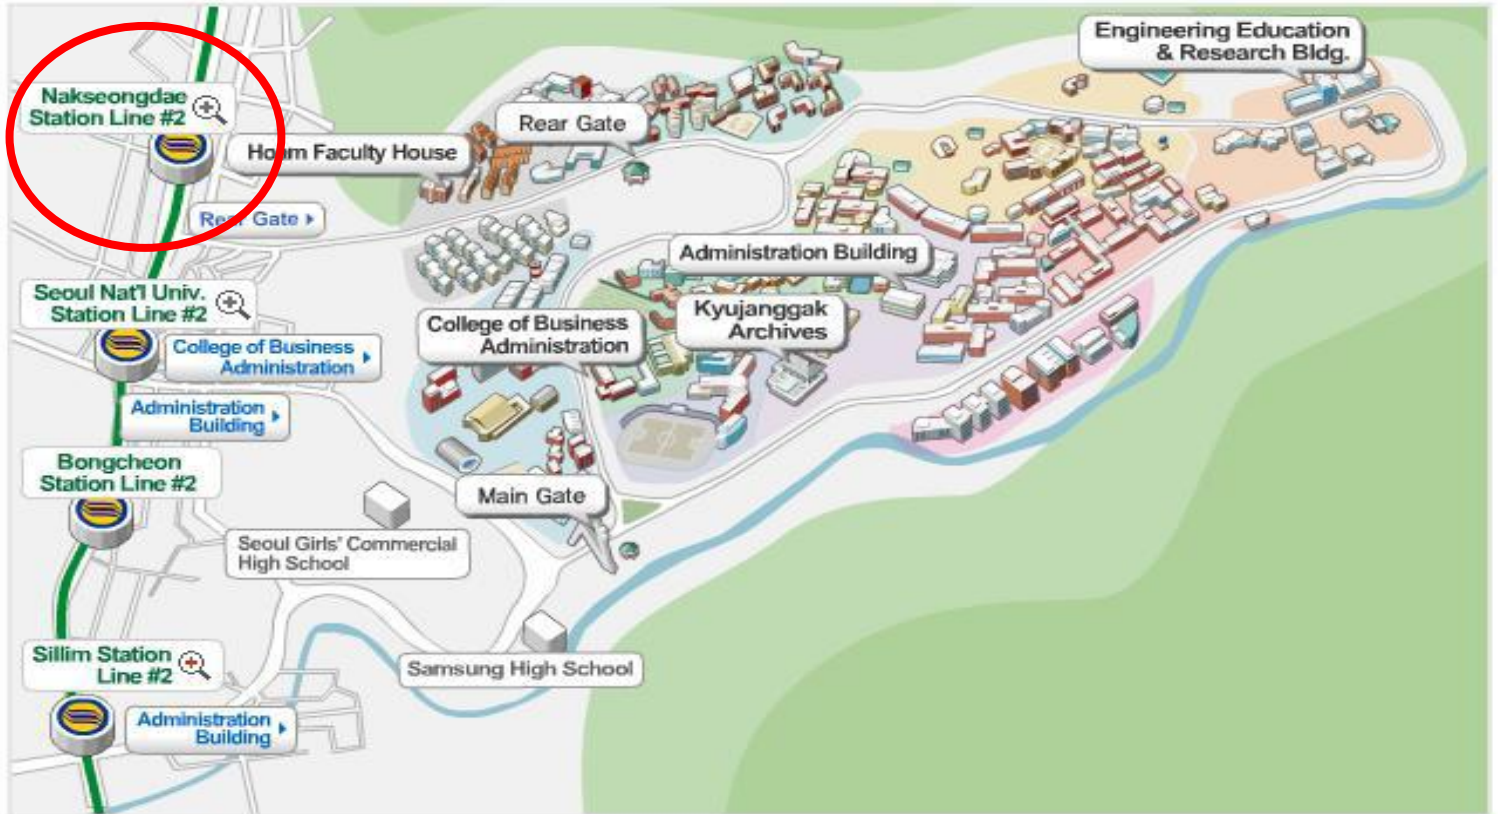 Engineering Education
& Research Bldg.
Nakseongdae
Station Line #2
Rear Gate
Hoam Faculty House
Rear Gate
Administration Building
Seoul Nat'l Univ.
Station Line #2
Kyujanggak
Archives
College of Business
Administration
College of Business
Administration
Administration
Building
Bongcheon
Station Line #2
Main Gate
Seoul Girls' Commercial
High School
Sillim Station
Line #2
Samsung High School
Administration
Building